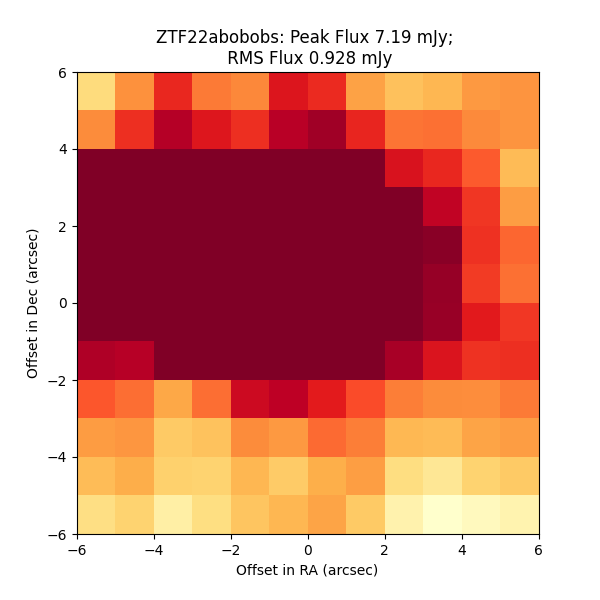 ZTF22abobobs: Peak Flux 7.19 mJy;
RMS Flux 0.928 mJy
6
4
2
0
−2
−4
−6
Offset in Dec (arcsec)
−6 −4 −2 0 2 4 6
Offset in RA (arcsec)